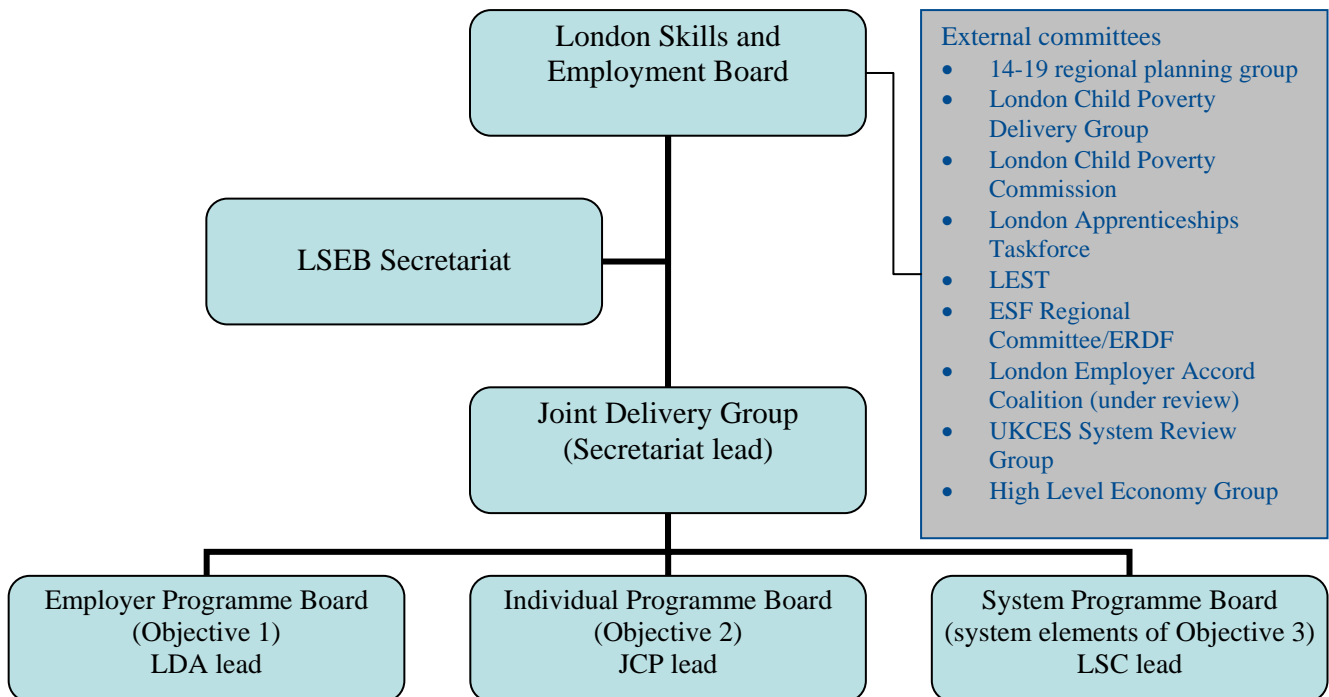 London Skills and
Employment Board
External committees
• 14-19 regional planning group
• London Child Poverty
Delivery Group
• London Child Poverty
Commission
• London Apprenticeships
Taskforce
• LEST
• ESF Regional
Committee/ERDF
• London Employer Accord
Coalition (under review)
• UKCES System Review
Group
• High Level Economy Group
LSEB Secretariat
Joint Delivery Group
(Secretariat lead)
Employer Programme Board
(Objective 1)
LDA lead
Individual Programme Board
(Objective 2)
JCP lead
System Programme Board
(system elements of Objective 3)
LSC lead